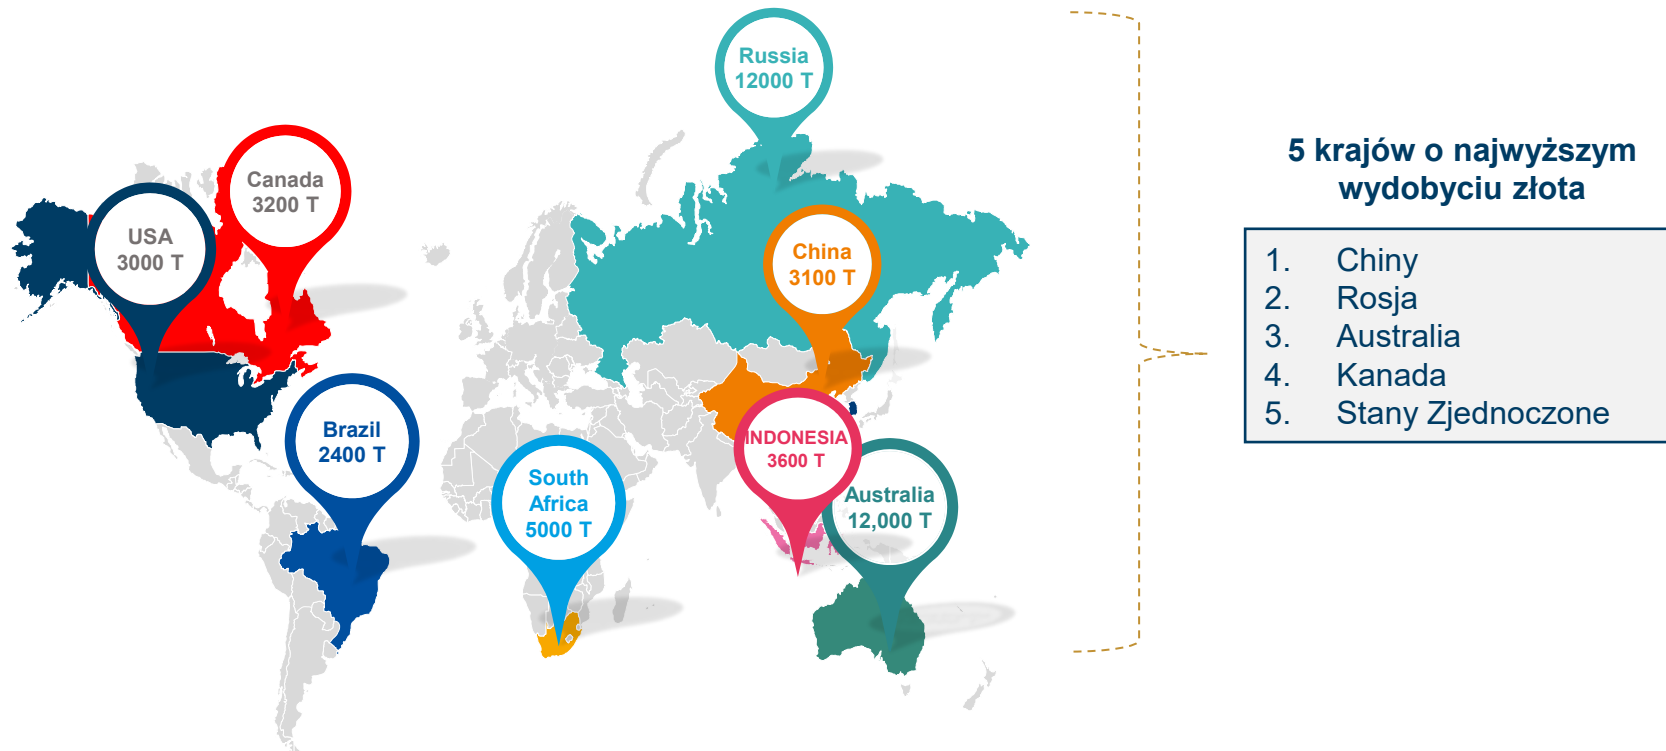 Russia
12000 T
Canada
3200 T
USA
3000 T
China
3100 T
Brazil
2400 T
INDONESIA
3600 T
South
Africa
5000 T
Australia
12,000 T
5 krajów o najwyższym
wydobyciu złota
1. Chiny
2. Rosja
3. Australia
4. Kanada
5. Stany Zjednoczone